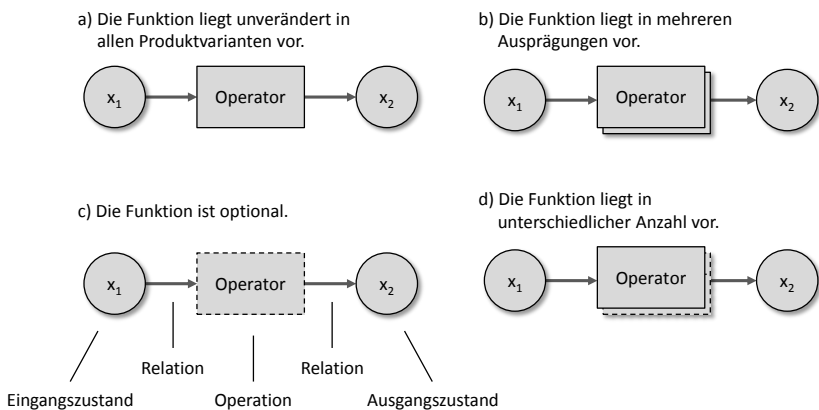 a) Die Funktion liegt unverändert in
allen Produktvarianten vor.
x1
Operator
x2
b) Die Funktion liegt in mehreren
Ausprägungen vor.
x1
Operator
x2
c) Die Funktion ist optional.
x1
Operator
x2
Relation
Relation
Eingangszustand
Operation
Ausgangszustand
d) Die Funktion liegt in
unterschiedlicher Anzahl vor.
x1
Operator
x2